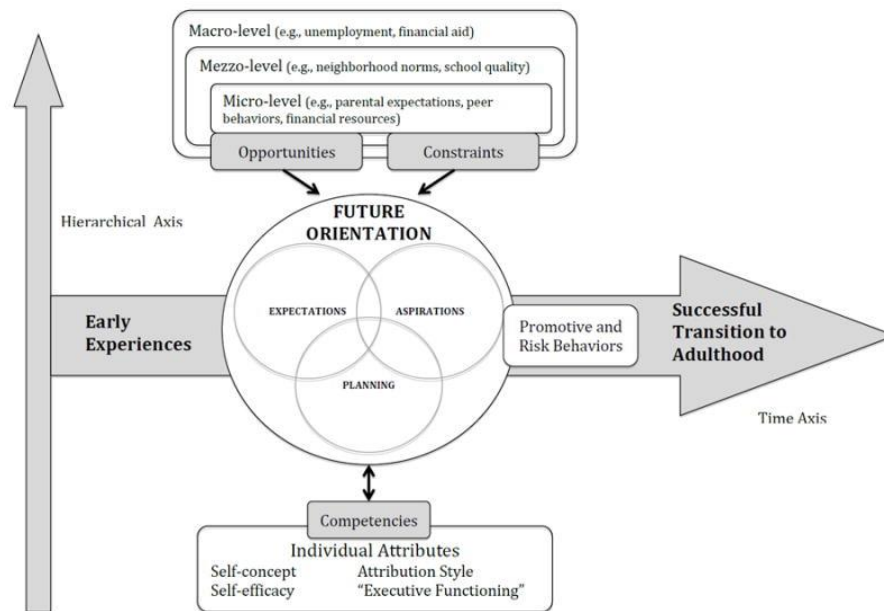 Macro-level (e.g., unemployment, financial aid)
Mezzo-level (e.g., neighborhood norms, school quality)
Micro-level (e.g., parental expectations, peer
behaviors, financial resources)
Opportunities
Constraints
Hierarchical Axis
FUTURE
ORIENTATION
EXPECTATIONS
ASPIRATIONS
PLANNING
Early
Experiences
Promotive and
Risk Behaviors
Successful
Transition to
Adulthood
Time Axis
Competencies
Individual Attributes
Self-concept
Attribution Style
Self-efficacy
“Executive Functioning”